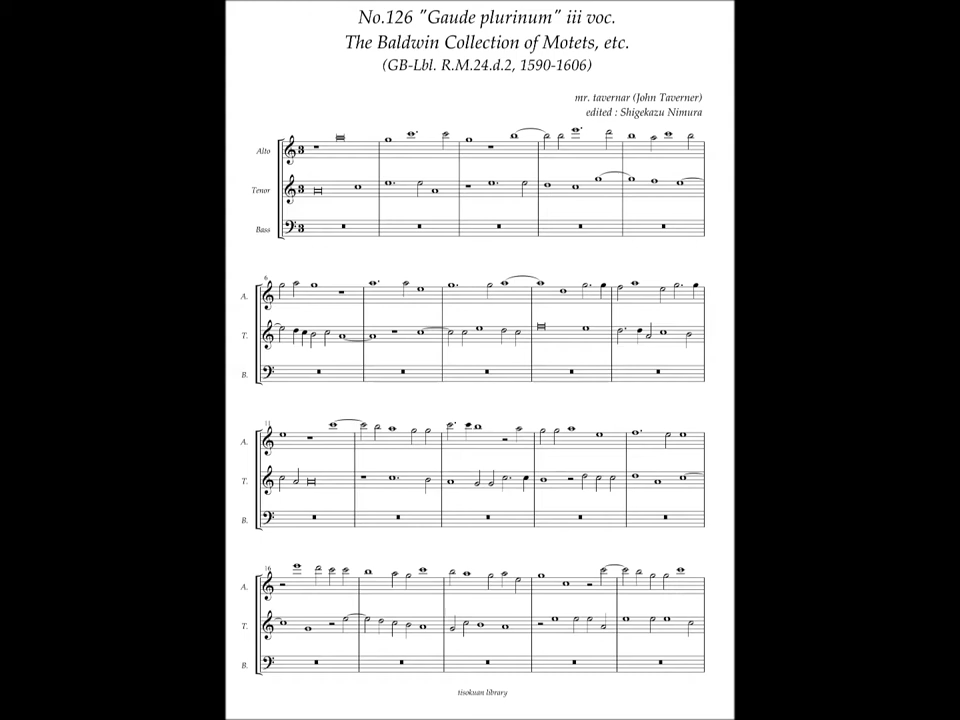 No.126 "Gaude plurinum" iii voc.
The Baldwin Collection of Motets, etc.
(GB-Lbl. R.M.24.d.2, 1590-1606)
mr. tavernar (John Taverner)
edited : Shigekazu Nimura
Alto
Tenor
Bass
6
A.
T.
B.
11
A.
T.
B.
16
A.
T.
B.
tisokuan library